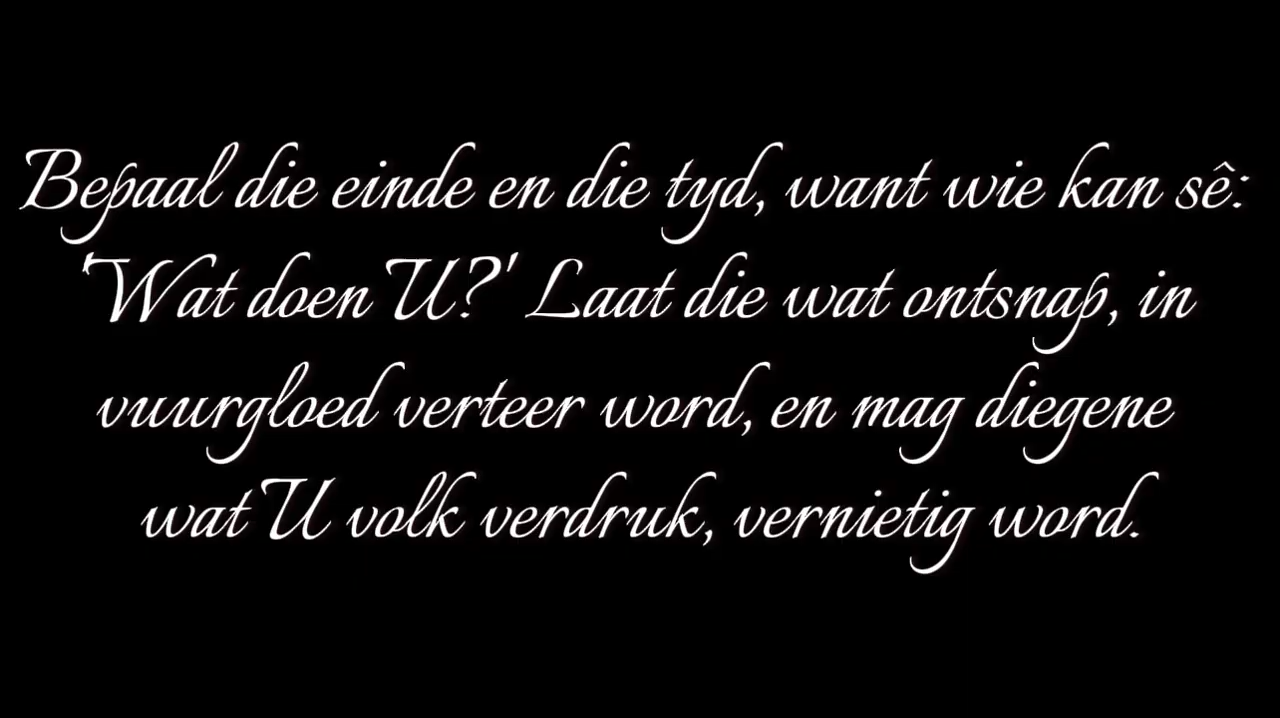 Bepaal die einde en die tyd, want wie kan sê:
'Wat doen U?' Laat die wat ontsnap, in
vuurgloed verteer word, en mag diegene
wat U volk verdruk, vernietig word.